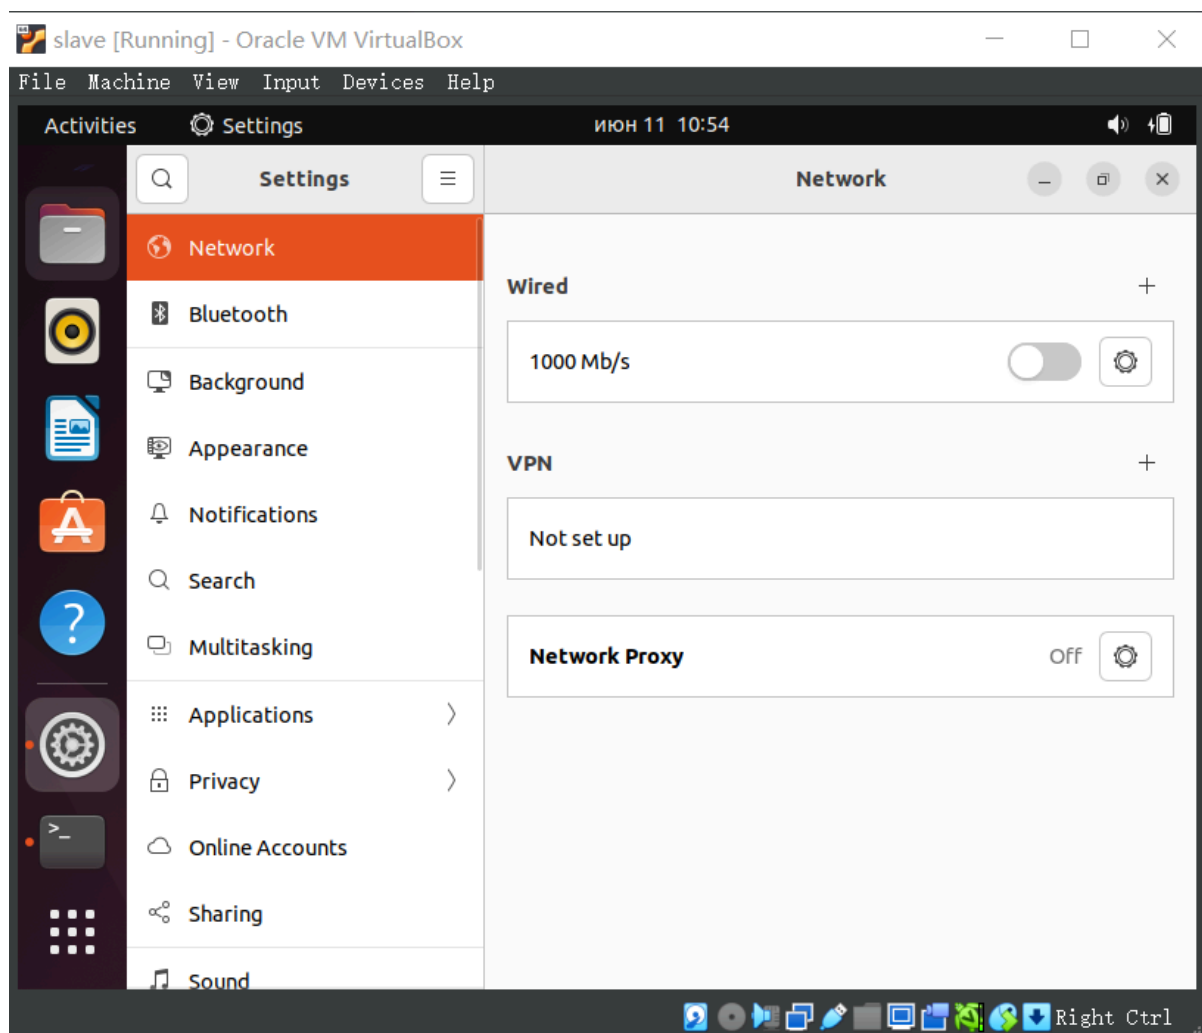 slave [Running] - Oracle VM VirtualBox
File Machine View Input Devices Help
Activities Settings июн 11 10:54
Settings Network
Network
Bluetooth
Background
Appearance
Notifications
Search
Multitasking
Applications
Privacy
Online Accounts
Sharing
Sound
Wired
1000 Mb/s
VPN
Not set up
Network Proxy Off
Right Ctrl